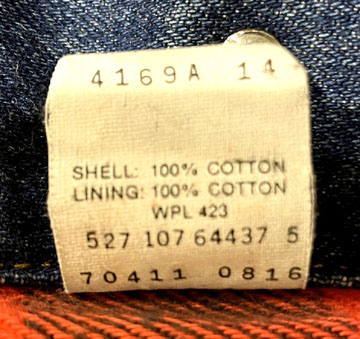 4169A 14
SHELL: 100% COTTON
LINING: 100% COTTON
WPL 423
527 107 64437 5
70411 0816